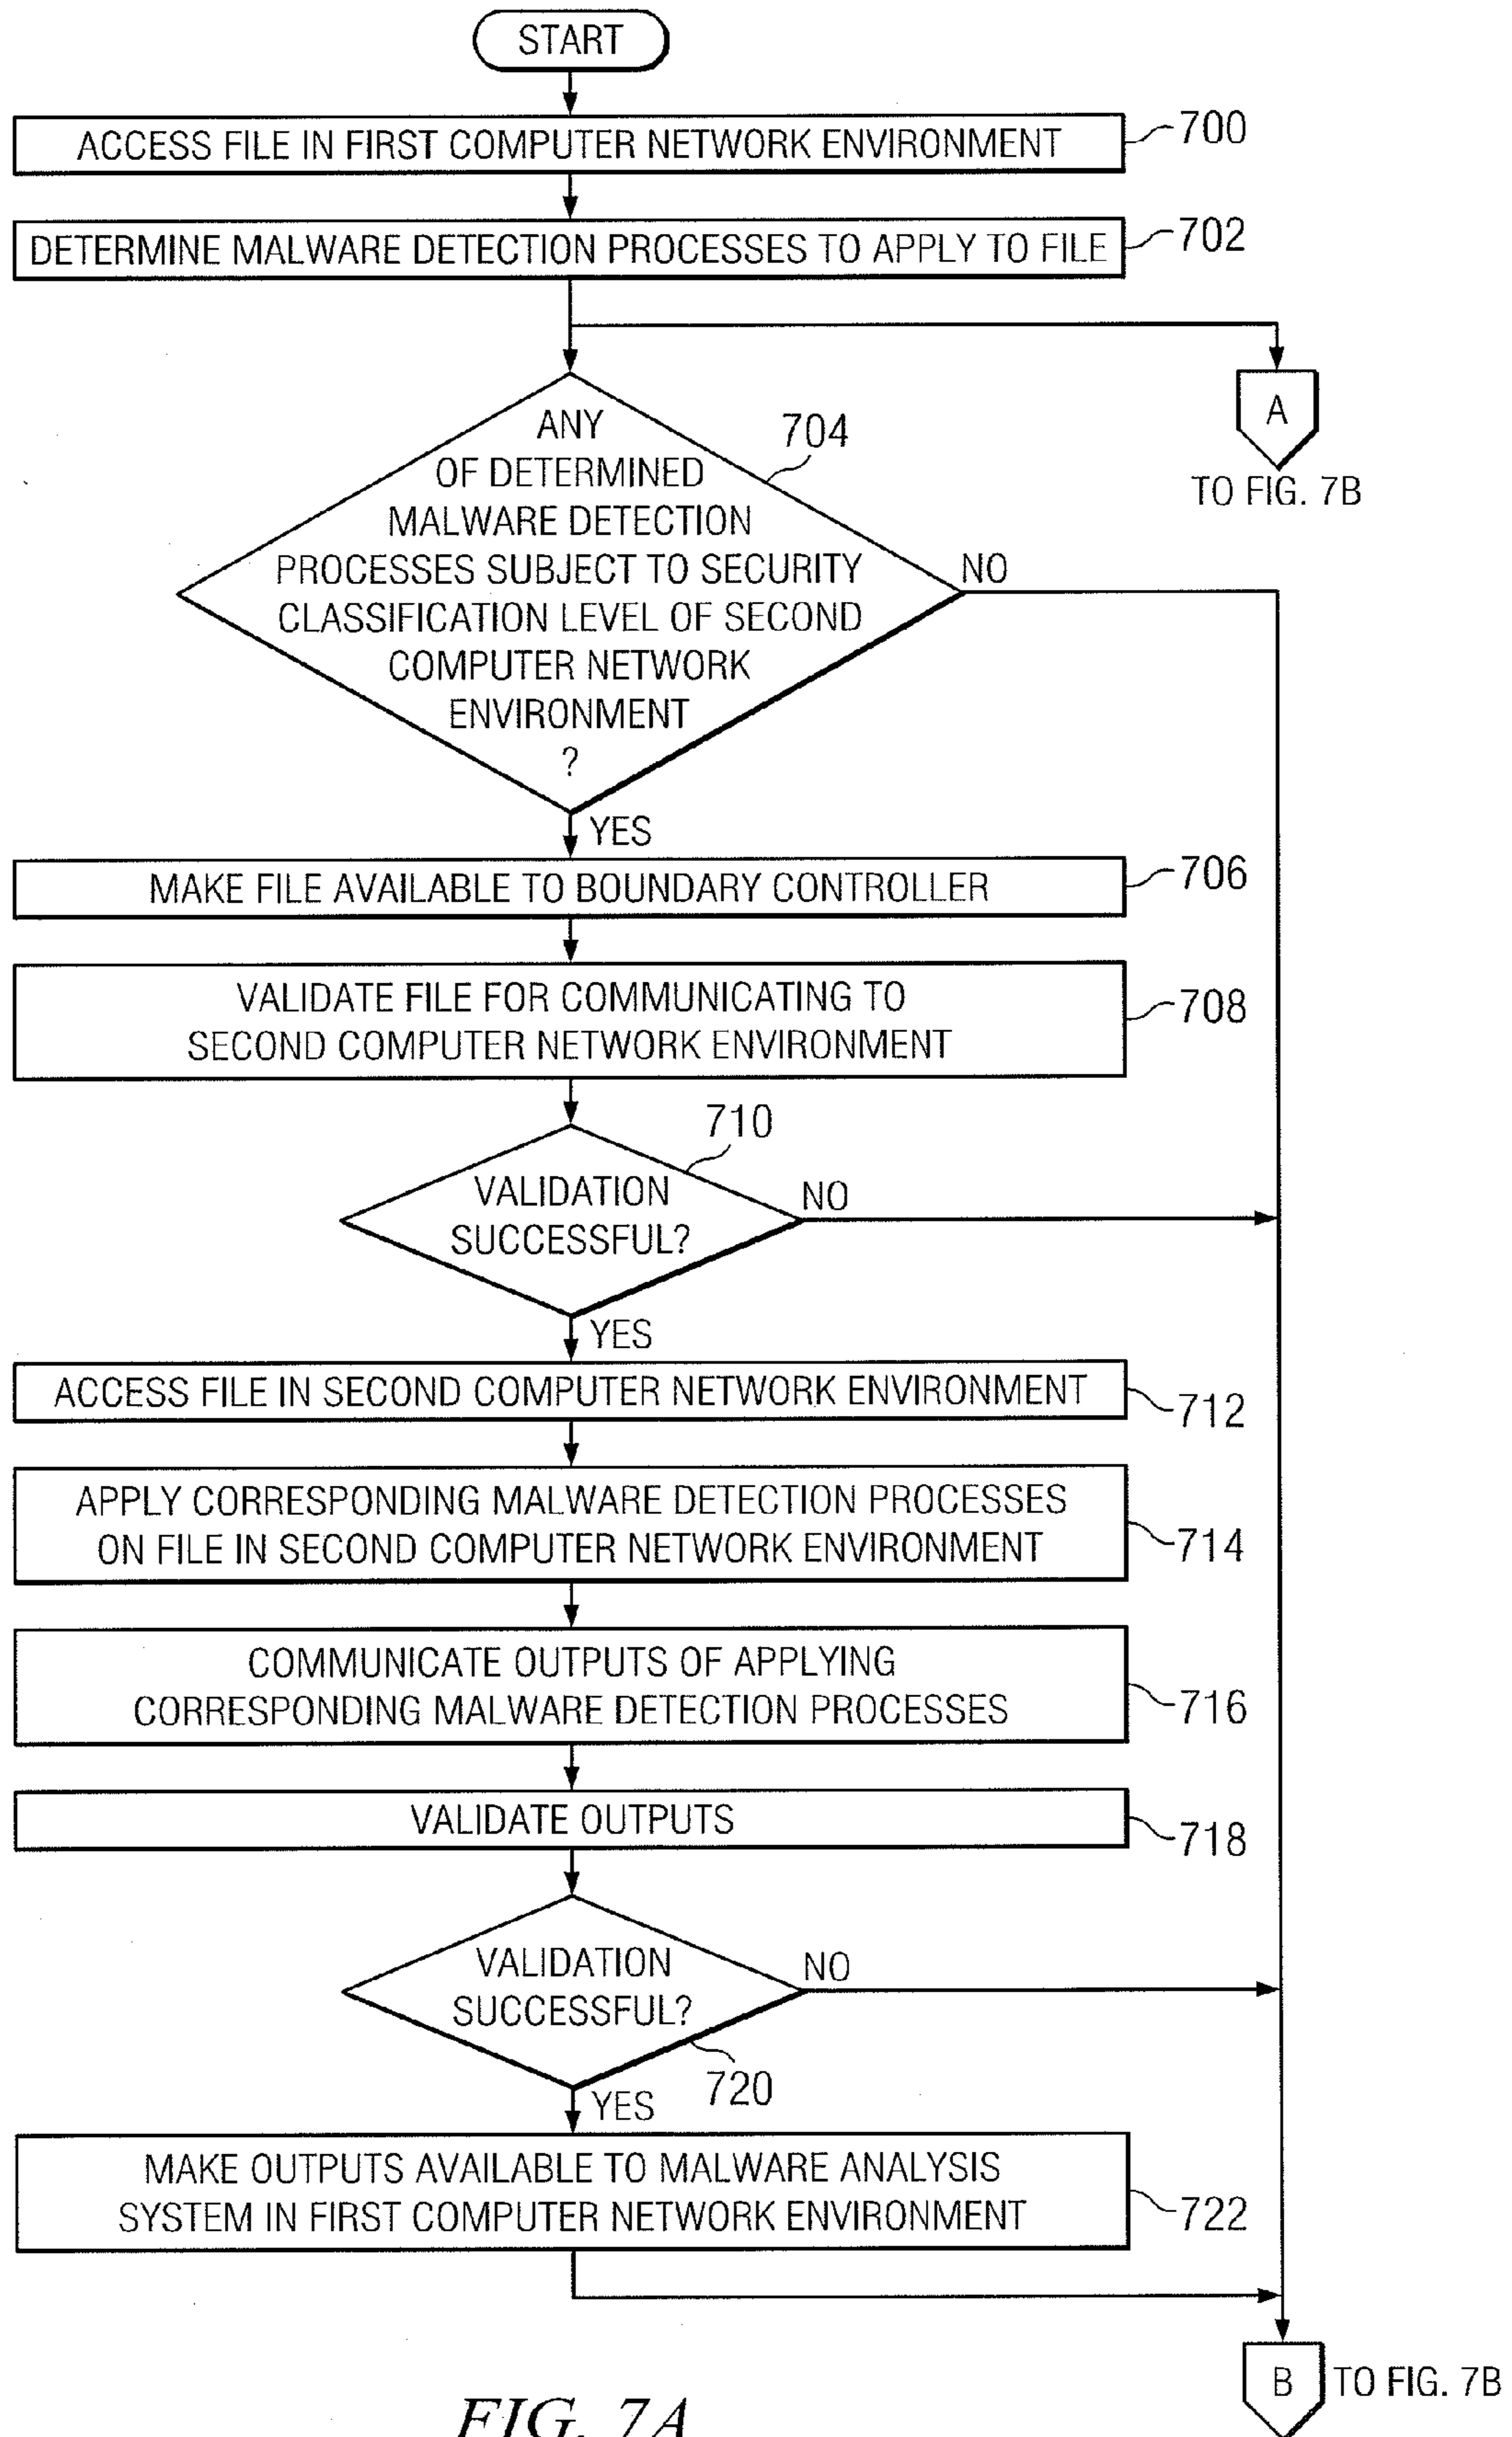 START
ACCESS FILE IN FIRST COMPUTER NETWORK ENVIRONMENT
700
DETERMINE MALWARE DETECTION PROCESSES TO APPLY TO FILE
702
A
TO FIG. 7B
ANY
OF DETERMINED
MALWARE DETECTION
PROCESSES SUBJECT TO SECURITY
CLASSIFICATION LEVEL OF SECOND
COMPUTER NETWORK
ENVIRONMENT
?
704
NO
YES
MAKE FILE AVAILABLE TO BOUNDARY CONTROLLER
706
VALIDATE FILE FOR COMMUNICATING TO
SECOND COMPUTER NETWORK ENVIRONMENT
708
710
VALIDATION
SUCCESSFUL?
NO
YES
ACCESS FILE IN SECOND COMPUTER NETWORK ENVIRONMENT
712
APPLY CORRESPONDING MALWARE DETECTION PROCESSES
ON FILE IN SECOND COMPUTER NETWORK ENVIRONMENT
714
COMMUNICATE OUTPUTS OF APPLYING
CORRESPONDING MALWARE DETECTION PROCESSES
716
VALIDATE OUTPUTS
718
VALIDATION
SUCCESSFUL?
NO
720
YES
MAKE OUTPUTS AVAILABLE TO MALWARE ANALYSIS
SYSTEM IN FIRST COMPUTER NETWORK ENVIRONMENT
722
B
TO FIG. 7B
FIG. 7A